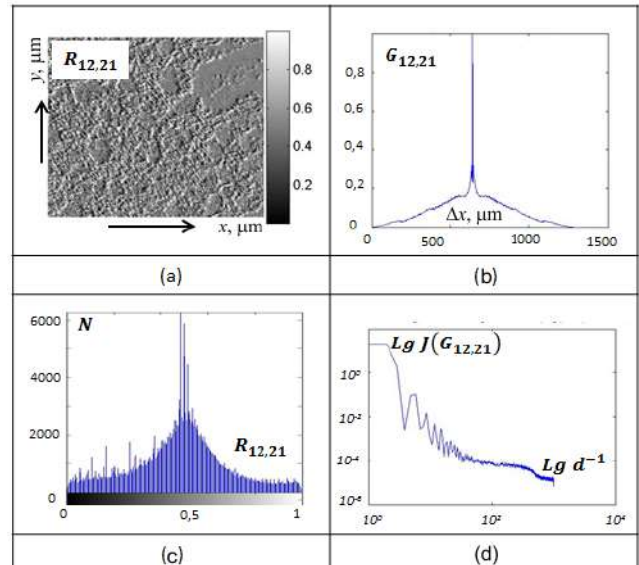 R12,21
y, μm
x, μm
0.8
0.6
0.4
0.2
(a)
G12,21
0,8
0,6
0,4
0,2
0
Δx, μm
0
500
1000
1500
(b)
N
6000
4000
2000
0
R12,21
0
0,5
1
(c)
Lg J(G12,21)
10⁰
10⁻²
10⁻⁴
10⁻⁶
Lg d⁻¹
10⁴
(d)